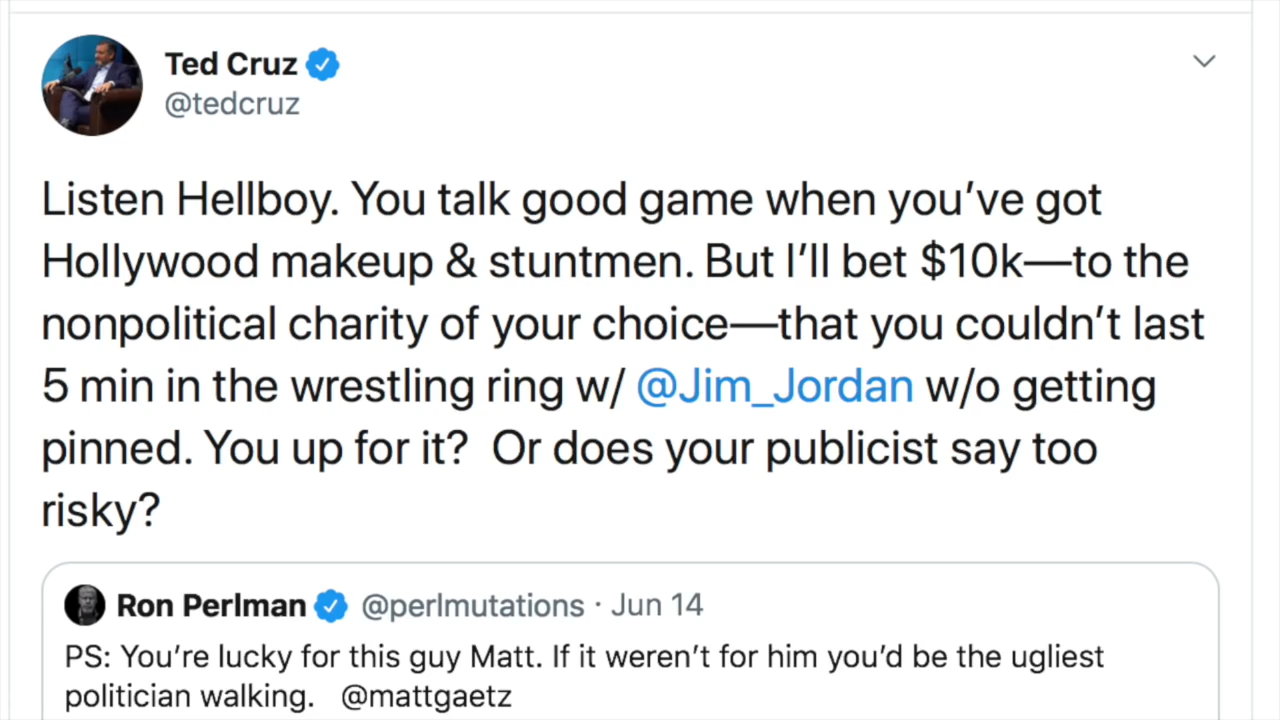 Ted Cruz
@tedcruz
Listen Hellboy. You talk good game when you’ve got
Hollywood makeup & stuntmen. But I’ll bet $10k—to the
nonpolitical charity of your choice—that you couldn’t last
5 min in the wrestling ring w/ @Jim_Jordan w/o getting
pinned. You up for it?  Or does your publicist say too
risky?
Ron Perlman @perlmutations · Jun 14
PS: You’re lucky for this guy Matt. If it weren’t for him you’d be the ugliest
politician walking.   @mattgaetz